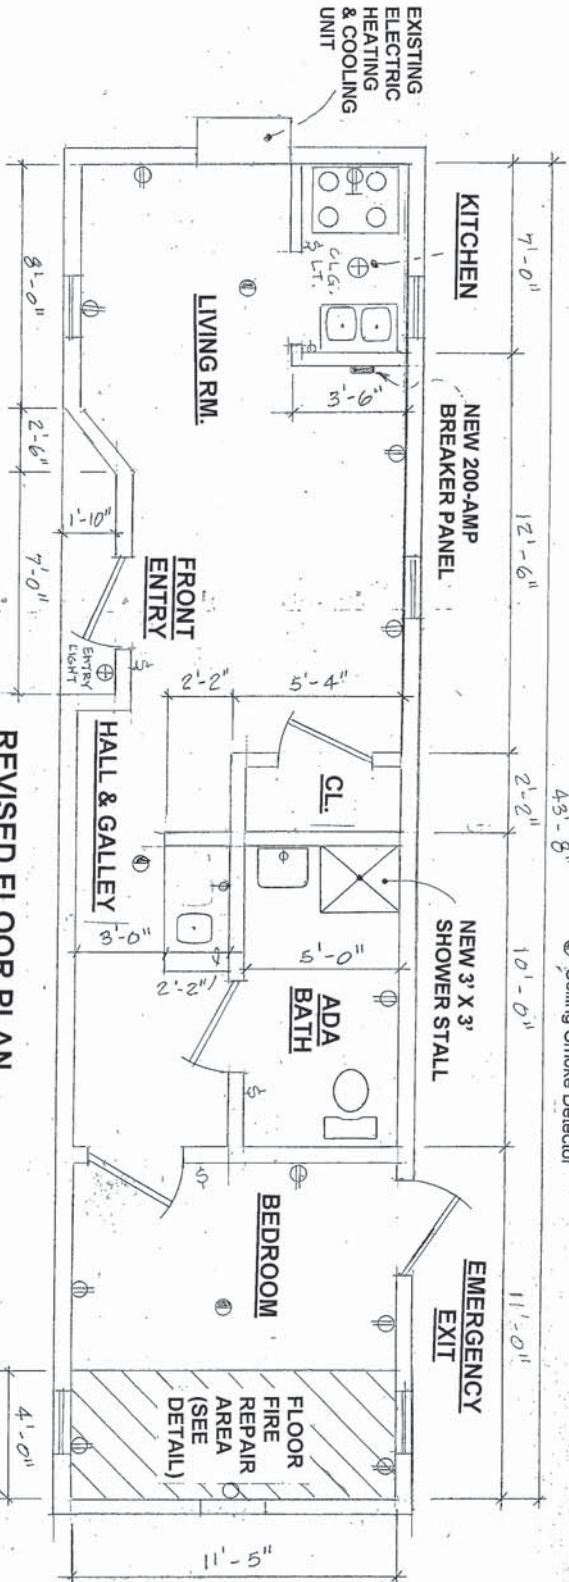 EXISTING
ELECTRIC
HEATING
& COOLING
UNIT
43'-8"
Ceiling Smoke Detector
7'-0"
12'-6"
2'-2"
10'-0"
11'-0"
KITCHEN
NEW 200-AMP
BREAKER PANEL
NEW 3' X 3'
SHOWER STALL
EMERGENCY
EXIT
CLG.
LT.
3'-6"
LIVING RM.
FRONT
ENTRY
5'-4"
2'-2"
CL.
5'-0"
ADA
BATH
BEDROOM
FLOOR
FIRE
REPAIR
AREA
(SEE
DETAIL)
HALL & GALLEY
3'-0"
2'-2"
ENTRY
LIGHT
1'-10"
8'-0"
2'-6"
7'-0"
4'-0"
11'-5"
REVISED FLOOR PLAN